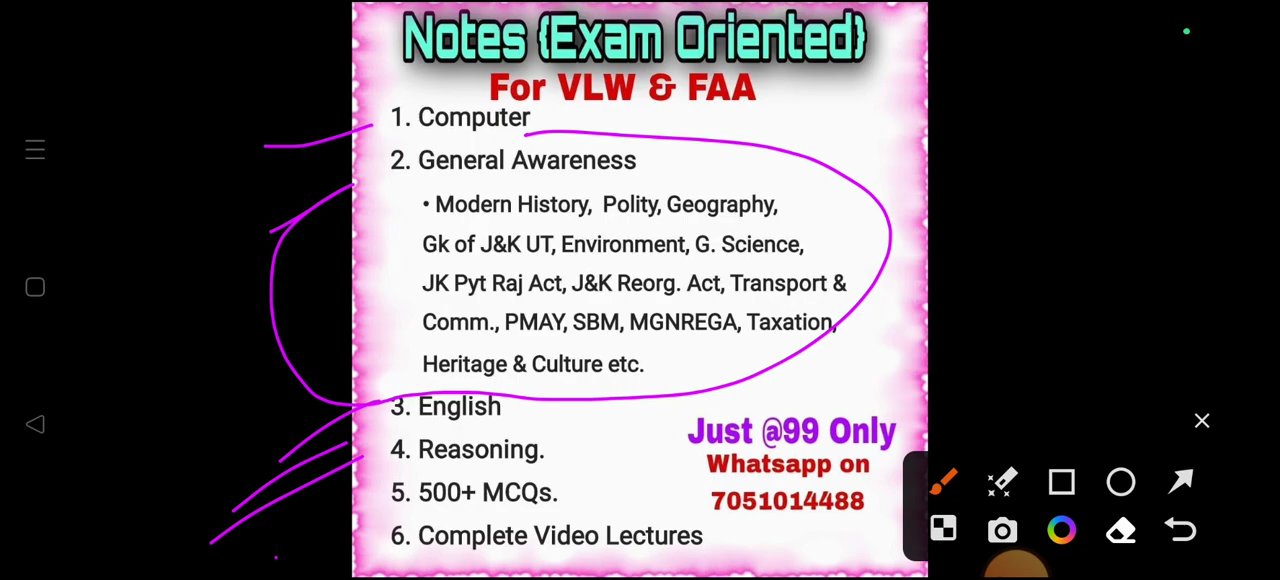 Notes {Exam Oriented}
For VLW & FAA
1. Computer
2. General Awareness
• Modern History, Polity, Geography,
Gk of J&K UT, Environment, G. Science,
JK Pyt Raj Act, J&K Reorg. Act, Transport &
Comm., PMAY, SBM, MGNREGA, Taxation,
Heritage & Culture etc.
3. English
4. Reasoning.
5. 500+ MCQs.
6. Complete Video Lectures
Just @99 Only
Whatsapp on
7051014488